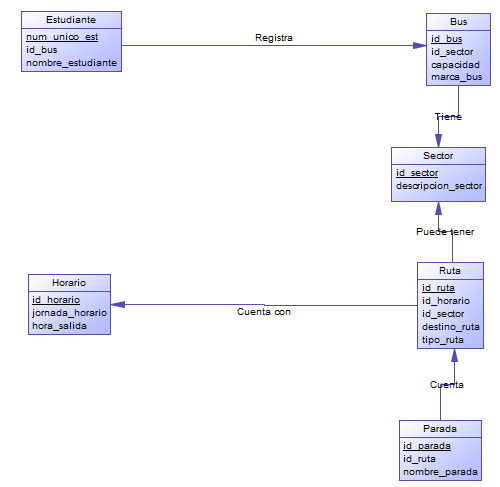 Estudiante
num_unico_est
id_bus
nombre_estudiante
Registra
Bus
id_bus
id_sector
capacidad
marca_bus
Tiene
Sector
id_sector
descripcion_sector
Puede tener
Ruta
id_ruta
id_horario
id_sector
destino_ruta
tipo_ruta
Horario
id_horario
jornada_horario
hora_salida
Cuenta con
Cuenta
Parada
id_parada
id_ruta
nombre_parada